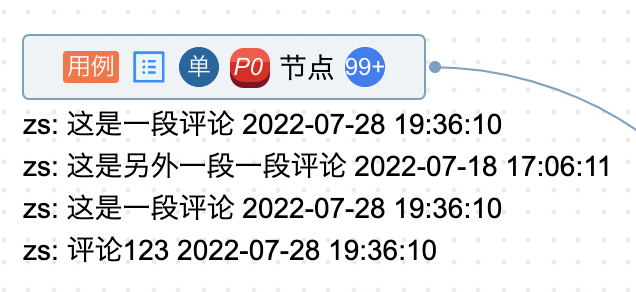 用例 单 P0 节点 99+
zs: 这是一段评论 2022-07-28 19:36:10
zs: 这是另外一段一段评论 2022-07-18 17:06:11
zs: 这是一段评论 2022-07-28 19:36:10
zs: 评论123 2022-07-28 19:36:10